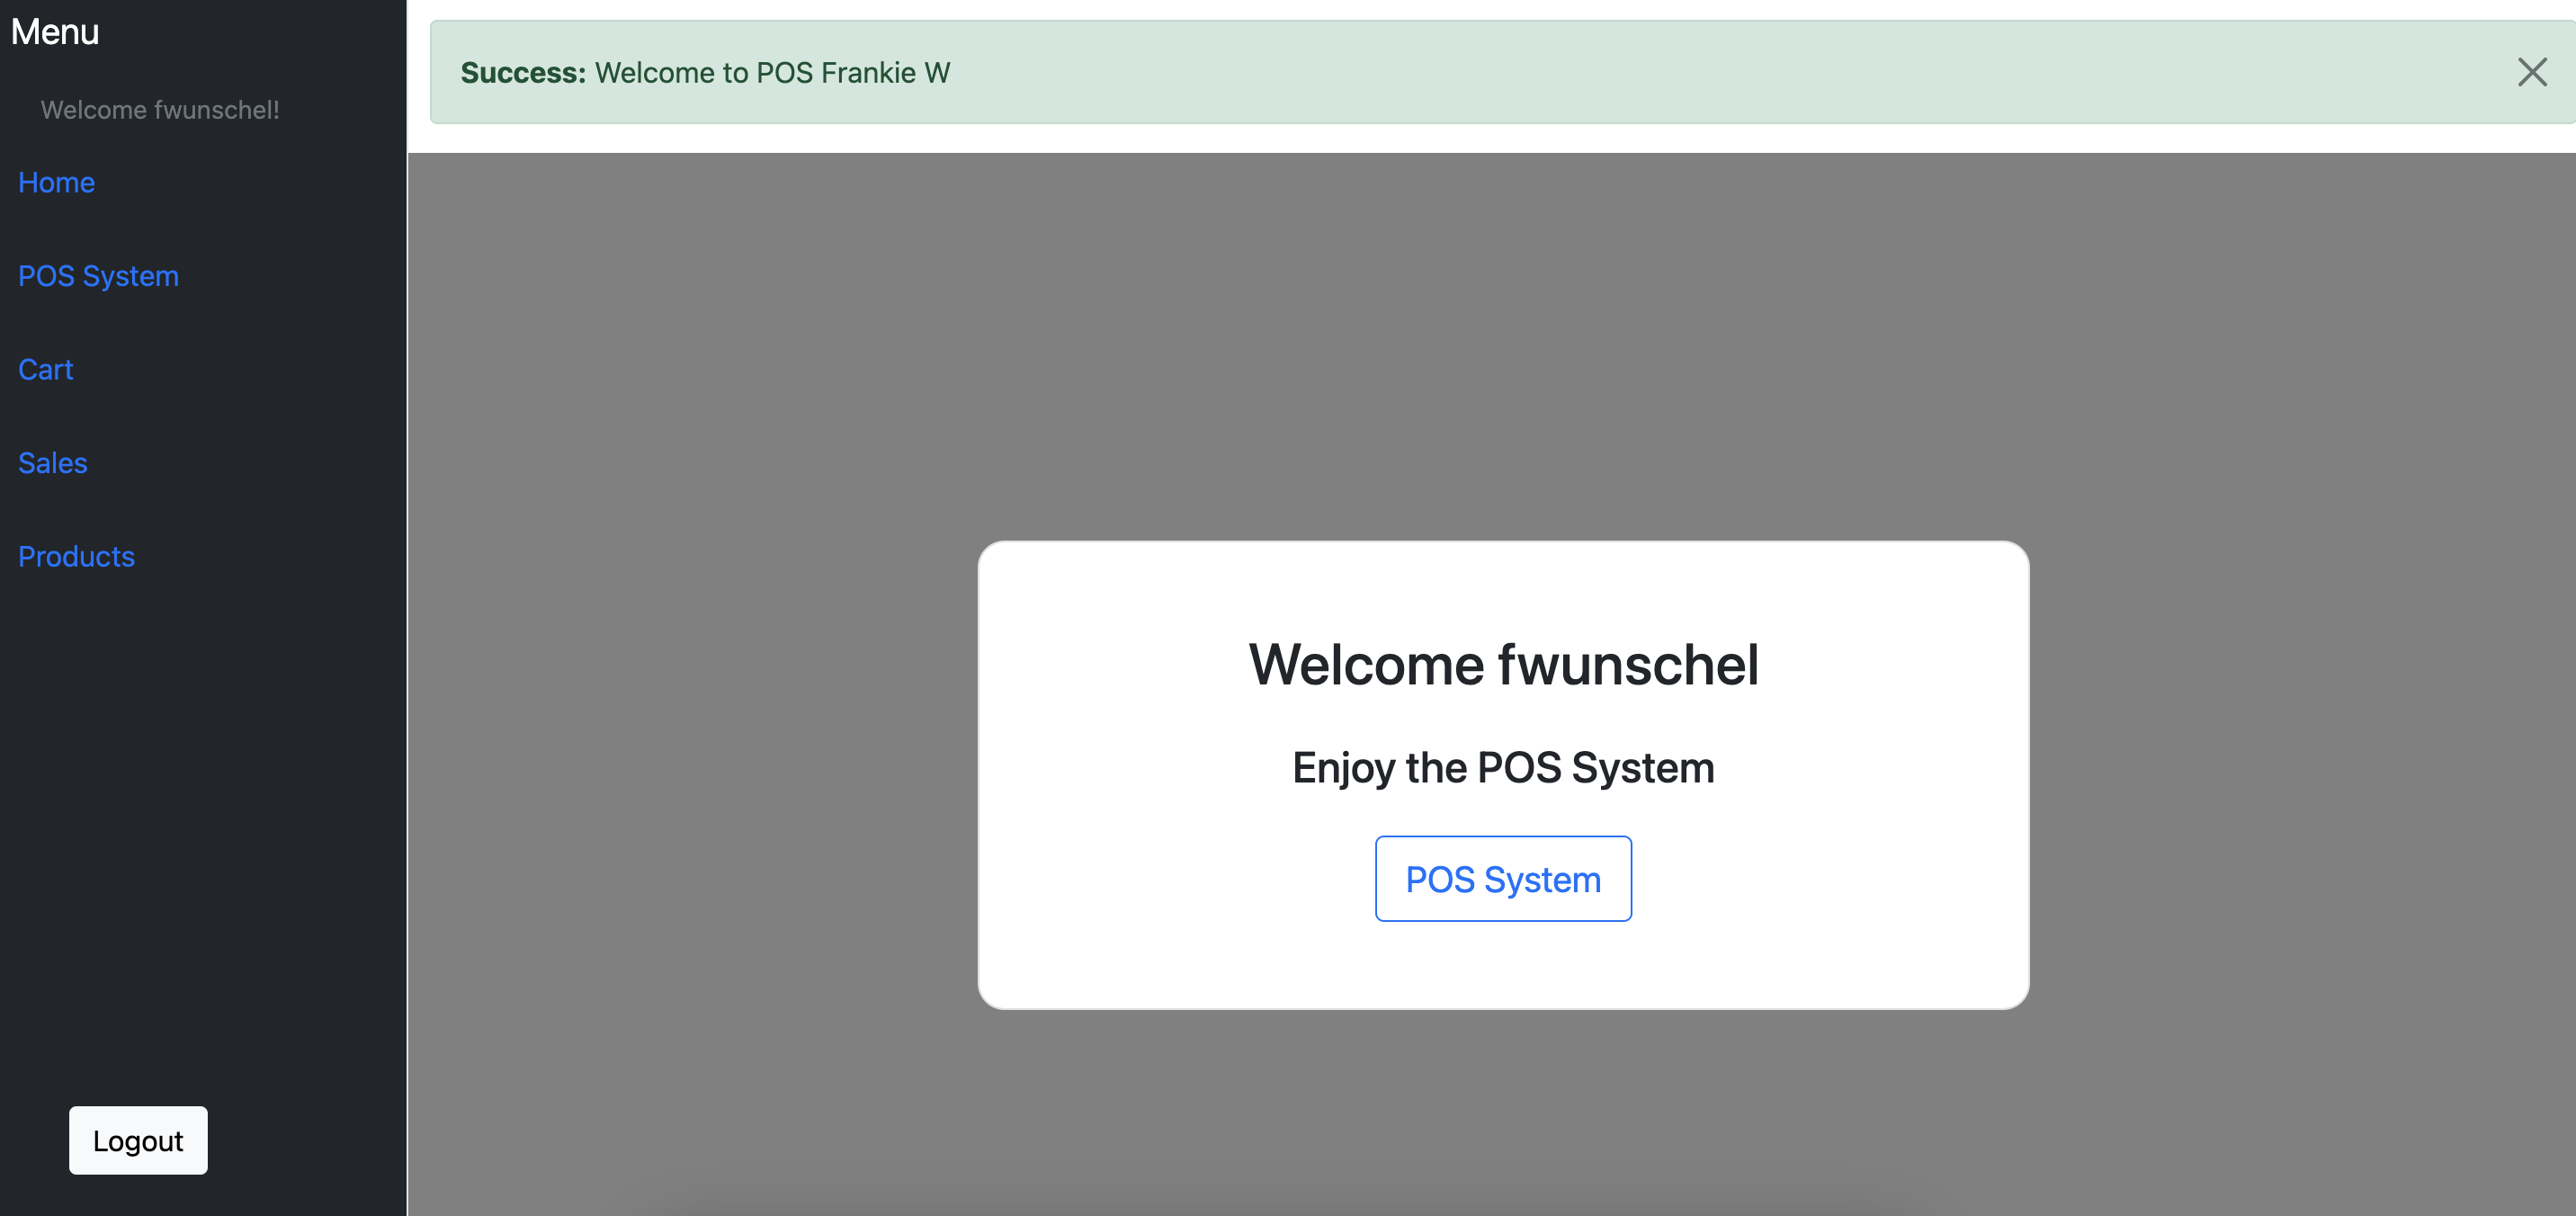 Menu
Welcome fwunschel!
Home
POS System
Cart
Sales
Products
Logout
Success: Welcome to POS Frankie W
Welcome fwunschel
Enjoy the POS System
POS System